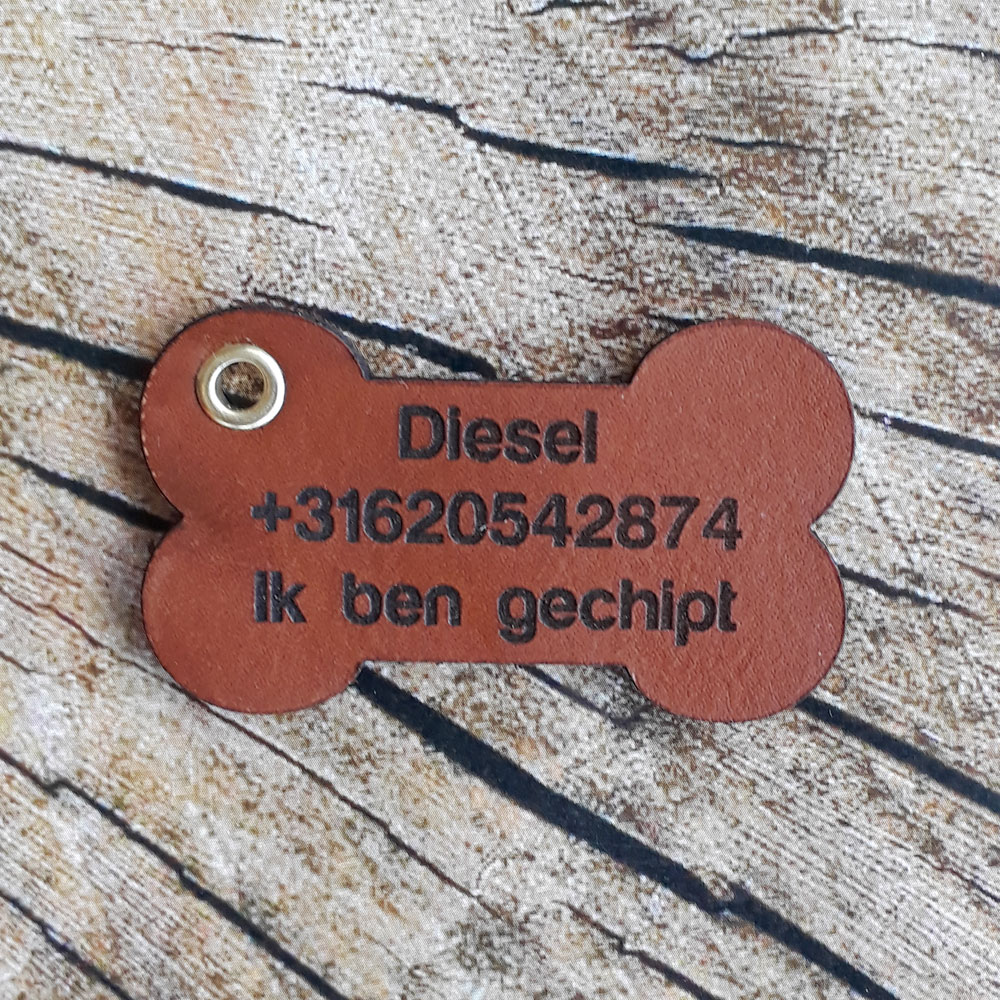 Diesel
+31620542874
Ik ben gechipt